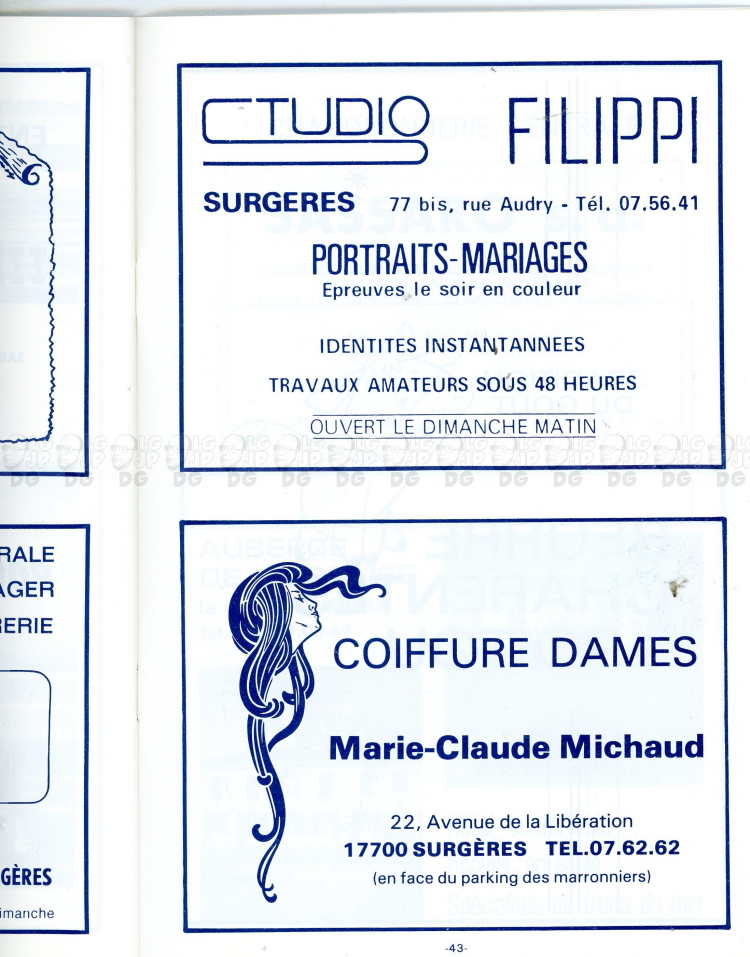 STUDIO FILIPPI
SURGERES 77 bis, rue Audry - Tél. 07.56.41
PORTRAITS-MARIAGES
Epreuves le soir en couleur
IDENTITES INSTANTANNEES
TRAVAUX AMATEURS SOUS 48 HEURES
OUVERT LE DIMANCHE MATIN
RALE
AGER
RERIE
GÈRES
imanche
COIFFURE DAMES
Marie-Claude Michaud
22, Avenue de la Libération
17700 SURGÈRES TEL.07.62.62
(en face du parking des marronniers)
-43-